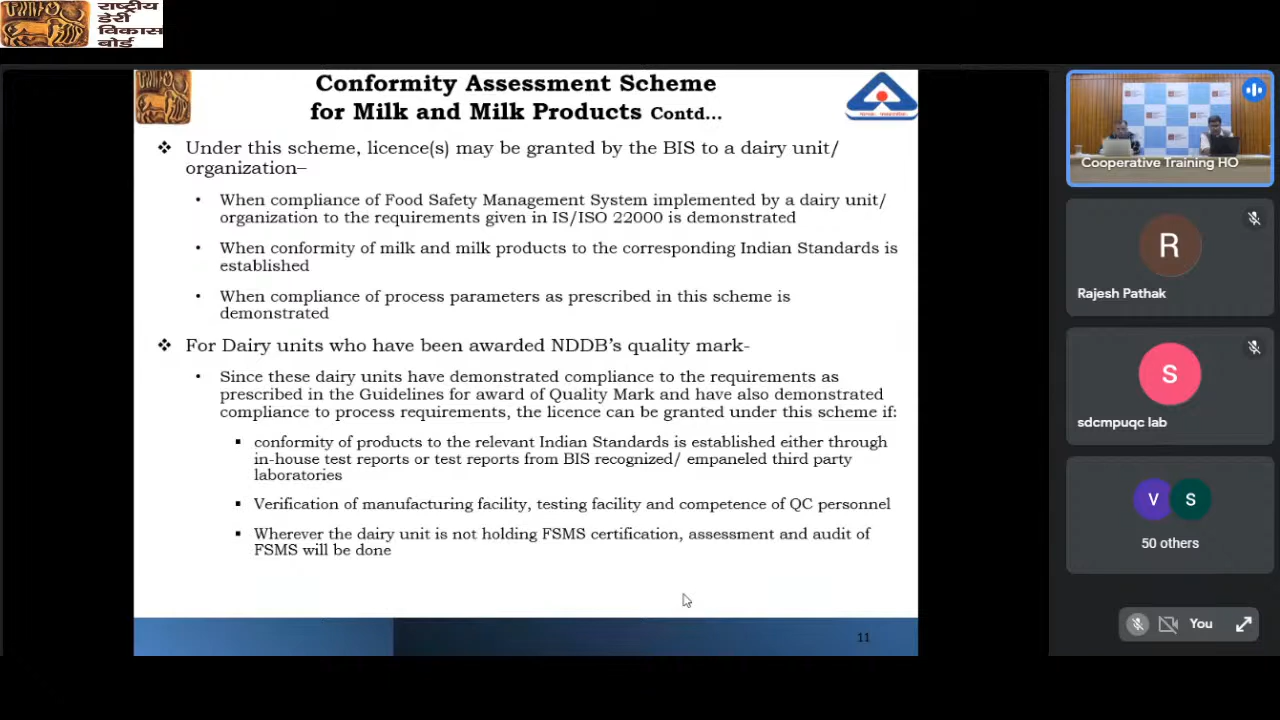 राष्ट्रीय
डेरी
विकास
बोर्ड
Conformity Assessment Scheme
for Milk and Milk Products Contd...
❖ Under this scheme, licence(s) may be granted by the BIS to a dairy unit/
organization–
• When compliance of Food Safety Management System implemented by a dairy unit/
organization to the requirements given in IS/ISO 22000 is demonstrated
• When conformity of milk and milk products to the corresponding Indian Standards is
established
• When compliance of process parameters as prescribed in this scheme is
demonstrated
❖ For Dairy units who have been awarded NDDB's quality mark-
• Since these dairy units have demonstrated compliance to the requirements as
prescribed in the Guidelines for award of Quality Mark and have also demonstrated
compliance to process requirements, the licence can be granted under this scheme if:
▪ conformity of products to the relevant Indian Standards is established either through
in-house test reports or test reports from BIS recognized/ empaneled third party
laboratories
▪ Verification of manufacturing facility, testing facility and competence of QC personnel
▪ Wherever the dairy unit is not holding FSMS certification, assessment and audit of
FSMS will be done
11
Cooperative Training HO
R
Rajesh Pathak
S
sdcmpuqc lab
V S
50 others
You